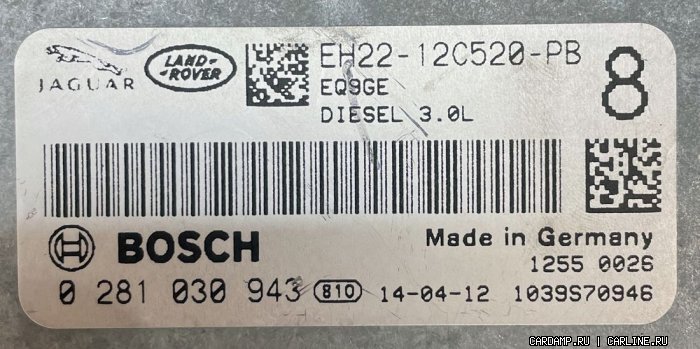 JAGUAR
LAND-
-ROVER
EH22-12C520-PB
EQ9GE
DIESEL 3.0L
8
BOSCH
Made in Germany
1255 0026
0 281 030 943 810 14-04-12 1039S70946
CARDAMP.RU | CARLINE.RU